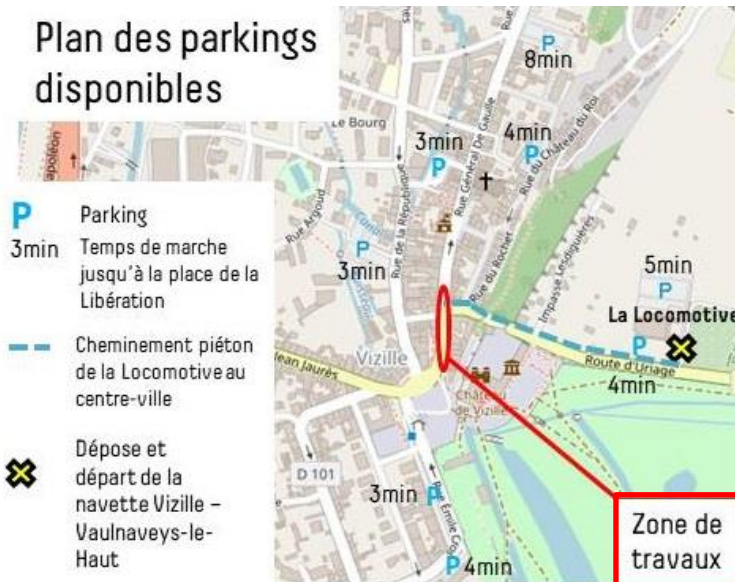 Plan des parkings
disponibles
P
Parking
3min
Temps de marche
jusqu'à la place de la
Libération
Cheminement piéton
de la Locomotive au
centre-ville
Dépose et
départ de la
navette Vizille –
Vaulnaveys-le-
Haut
P
8min
Le Bourg
3min
P
4min
P
Rue Général De Gaulle
Rue du Château du Roi
Rue de la République
Rue Argoud
P
3min
Rue du Rocher
Impasse Lesdiguières
5min
P
La Locomotive
P
4min
Route d'Uriage
Vizille
Jean Jaurès
Château
de Vizille
D 101
3min P
Rue Émile
P 4min
Zone de
travaux